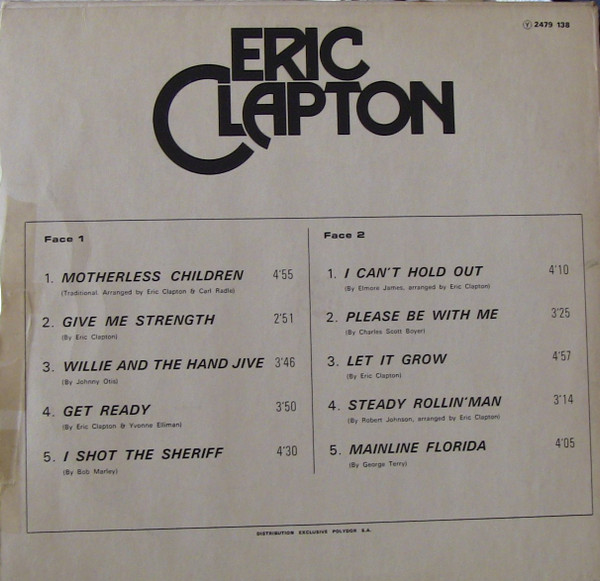 Ⓨ 2479 138
ERIC
CLAPTON
Face 1
1. MOTHERLESS CHILDREN 4'55
(Traditional. Arranged by Eric Clapton & Carl Radle)
2. GIVE ME STRENGTH 2'51
(By Eric Clapton)
3. WILLIE AND THE HAND JIVE 3'46
(By Johnny Otis)
4. GET READY 3'50
(By Eric Clapton & Yvonne Elliman)
5. I SHOT THE SHERIFF 4'30
(By Bob Marley)
Face 2
1. I CAN'T HOLD OUT 4'10
(By Elmore James, arranged by Eric Clapton)
2. PLEASE BE WITH ME 3'25
(By Charles Scott Boyer)
3. LET IT GROW 4'57
(By Eric Clapton)
4. STEADY ROLLIN'MAN 3'14
(By Robert Johnson, arranged by Eric Clapton)
5. MAINLINE FLORIDA 4'05
(By George Terry)
DISTRIBUTION EXCLUSIVE POLYDOR S.A.